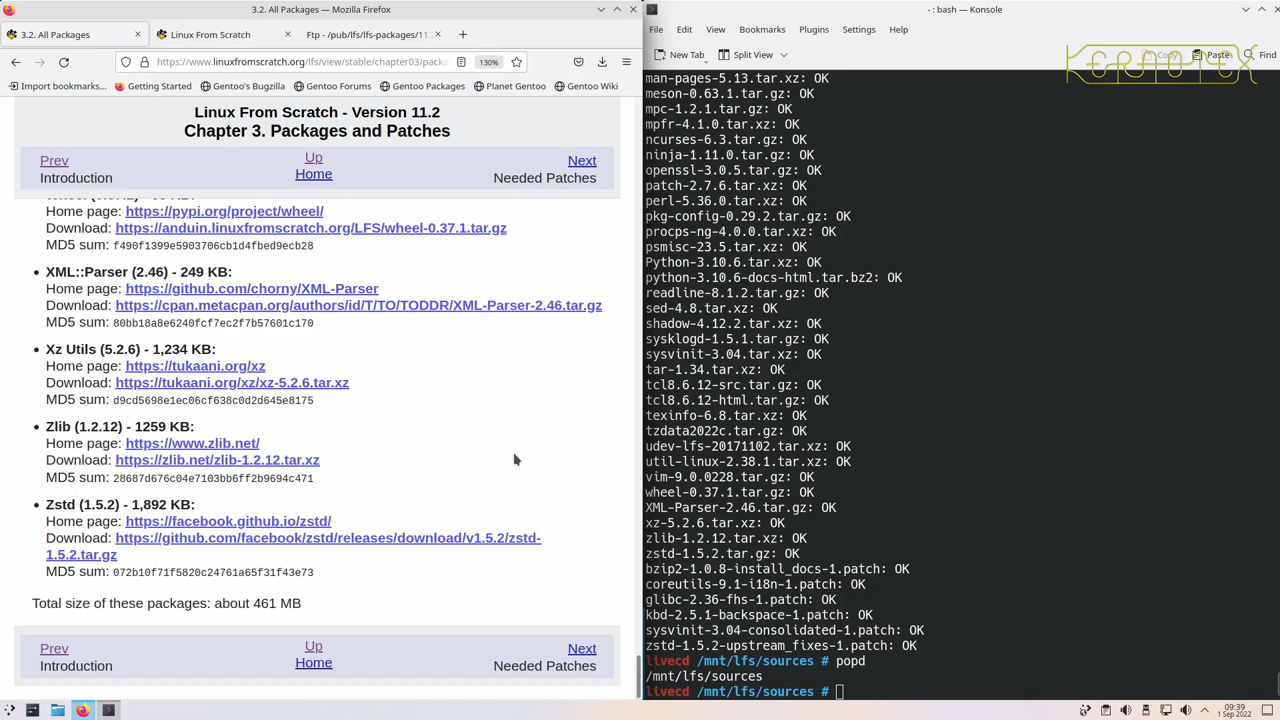 3.2. All Packages — Mozilla Firefox
3.2. All Packages
Linux From Scratch
Ftp - /pub/lfs/lfs-packages/11.
https://www.linuxfromscratch.org/lfs/view/stable/chapter03/packa
130%
Import bookmarks...
Getting Started
Gentoo's Bugzilla
Gentoo Forums
Gentoo Packages
Planet Gentoo
Gentoo Wiki
Linux From Scratch - Version 11.2
Chapter 3. Packages and Patches
Prev
Up
Next
Introduction
Home
Needed Patches
Home page: https://pypi.org/project/wheel/
Download: https://anduin.linuxfromscratch.org/LFS/wheel-0.37.1.tar.gz
MD5 sum: f490f1399e5903706cb1d4fbed9ecb28
• XML::Parser (2.46) - 249 KB:
Home page: https://github.com/chorny/XML-Parser
Download: https://cpan.metacpan.org/authors/id/T/TO/TODDR/XML-Parser-2.46.tar.gz
MD5 sum: 80bb18a8e6240fcf7ec2f7b57601c170
• Xz Utils (5.2.6) - 1,234 KB:
Home page: https://tukaani.org/xz
Download: https://tukaani.org/xz/xz-5.2.6.tar.xz
MD5 sum: d9cd5698e1ec06cf638c0d2d645e8175
• Zlib (1.2.12) - 1259 KB:
Home page: https://www.zlib.net/
Download: https://zlib.net/zlib-1.2.12.tar.xz
MD5 sum: 28687d676c04e7103bb6ff2b9694c471
• Zstd (1.5.2) - 1,892 KB:
Home page: https://facebook.github.io/zstd/
Download: https://github.com/facebook/zstd/releases/download/v1.5.2/zstd-
1.5.2.tar.gz
MD5 sum: 072b10f71f5820c24761a65f31f43e73
Total size of these packages: about 461 MB
Prev
Up
Next
Introduction
Home
Needed Patches
- : bash — Konsole
File Edit View Bookmarks Plugins Settings Help
New Tab
Split View
Copy
Paste
Find
man-pages-5.13.tar.xz: OK
meson-0.63.1.tar.gz: OK
mpc-1.2.1.tar.gz: OK
mpfr-4.1.0.tar.xz: OK
ncurses-6.3.tar.gz: OK
ninja-1.11.0.tar.gz: OK
openssl-3.0.5.tar.gz: OK
patch-2.7.6.tar.xz: OK
perl-5.36.0.tar.xz: OK
pkg-config-0.29.2.tar.gz: OK
procps-ng-4.0.0.tar.xz: OK
psmisc-23.5.tar.xz: OK
Python-3.10.6.tar.xz: OK
python-3.10.6-docs-html.tar.bz2: OK
readline-8.1.2.tar.gz: OK
sed-4.8.tar.xz: OK
shadow-4.12.2.tar.xz: OK
sysklogd-1.5.1.tar.gz: OK
sysvinit-3.04.tar.xz: OK
tar-1.34.tar.xz: OK
tcl8.6.12-src.tar.gz: OK
tcl8.6.12-html.tar.gz: OK
texinfo-6.8.tar.xz: OK
tzdata2022c.tar.gz: OK
udev-lfs-20171102.tar.xz: OK
util-linux-2.38.1.tar.xz: OK
vim-9.0.0228.tar.gz: OK
wheel-0.37.1.tar.gz: OK
XML-Parser-2.46.tar.gz: OK
xz-5.2.6.tar.xz: OK
zlib-1.2.12.tar.xz: OK
zstd-1.5.2.tar.gz: OK
bzip2-1.0.8-install_docs-1.patch: OK
coreutils-9.1-i18n-1.patch: OK
glibc-2.36-fhs-1.patch: OK
kbd-2.5.1-backspace-1.patch: OK
sysvinit-3.04-consolidated-1.patch: OK
zstd-1.5.2-upstream_fixes-1.patch: OK
livecd /mnt/lfs/sources # popd
/mnt/lfs/sources
livecd /mnt/lfs/sources #
09:39
1 Sep 2022